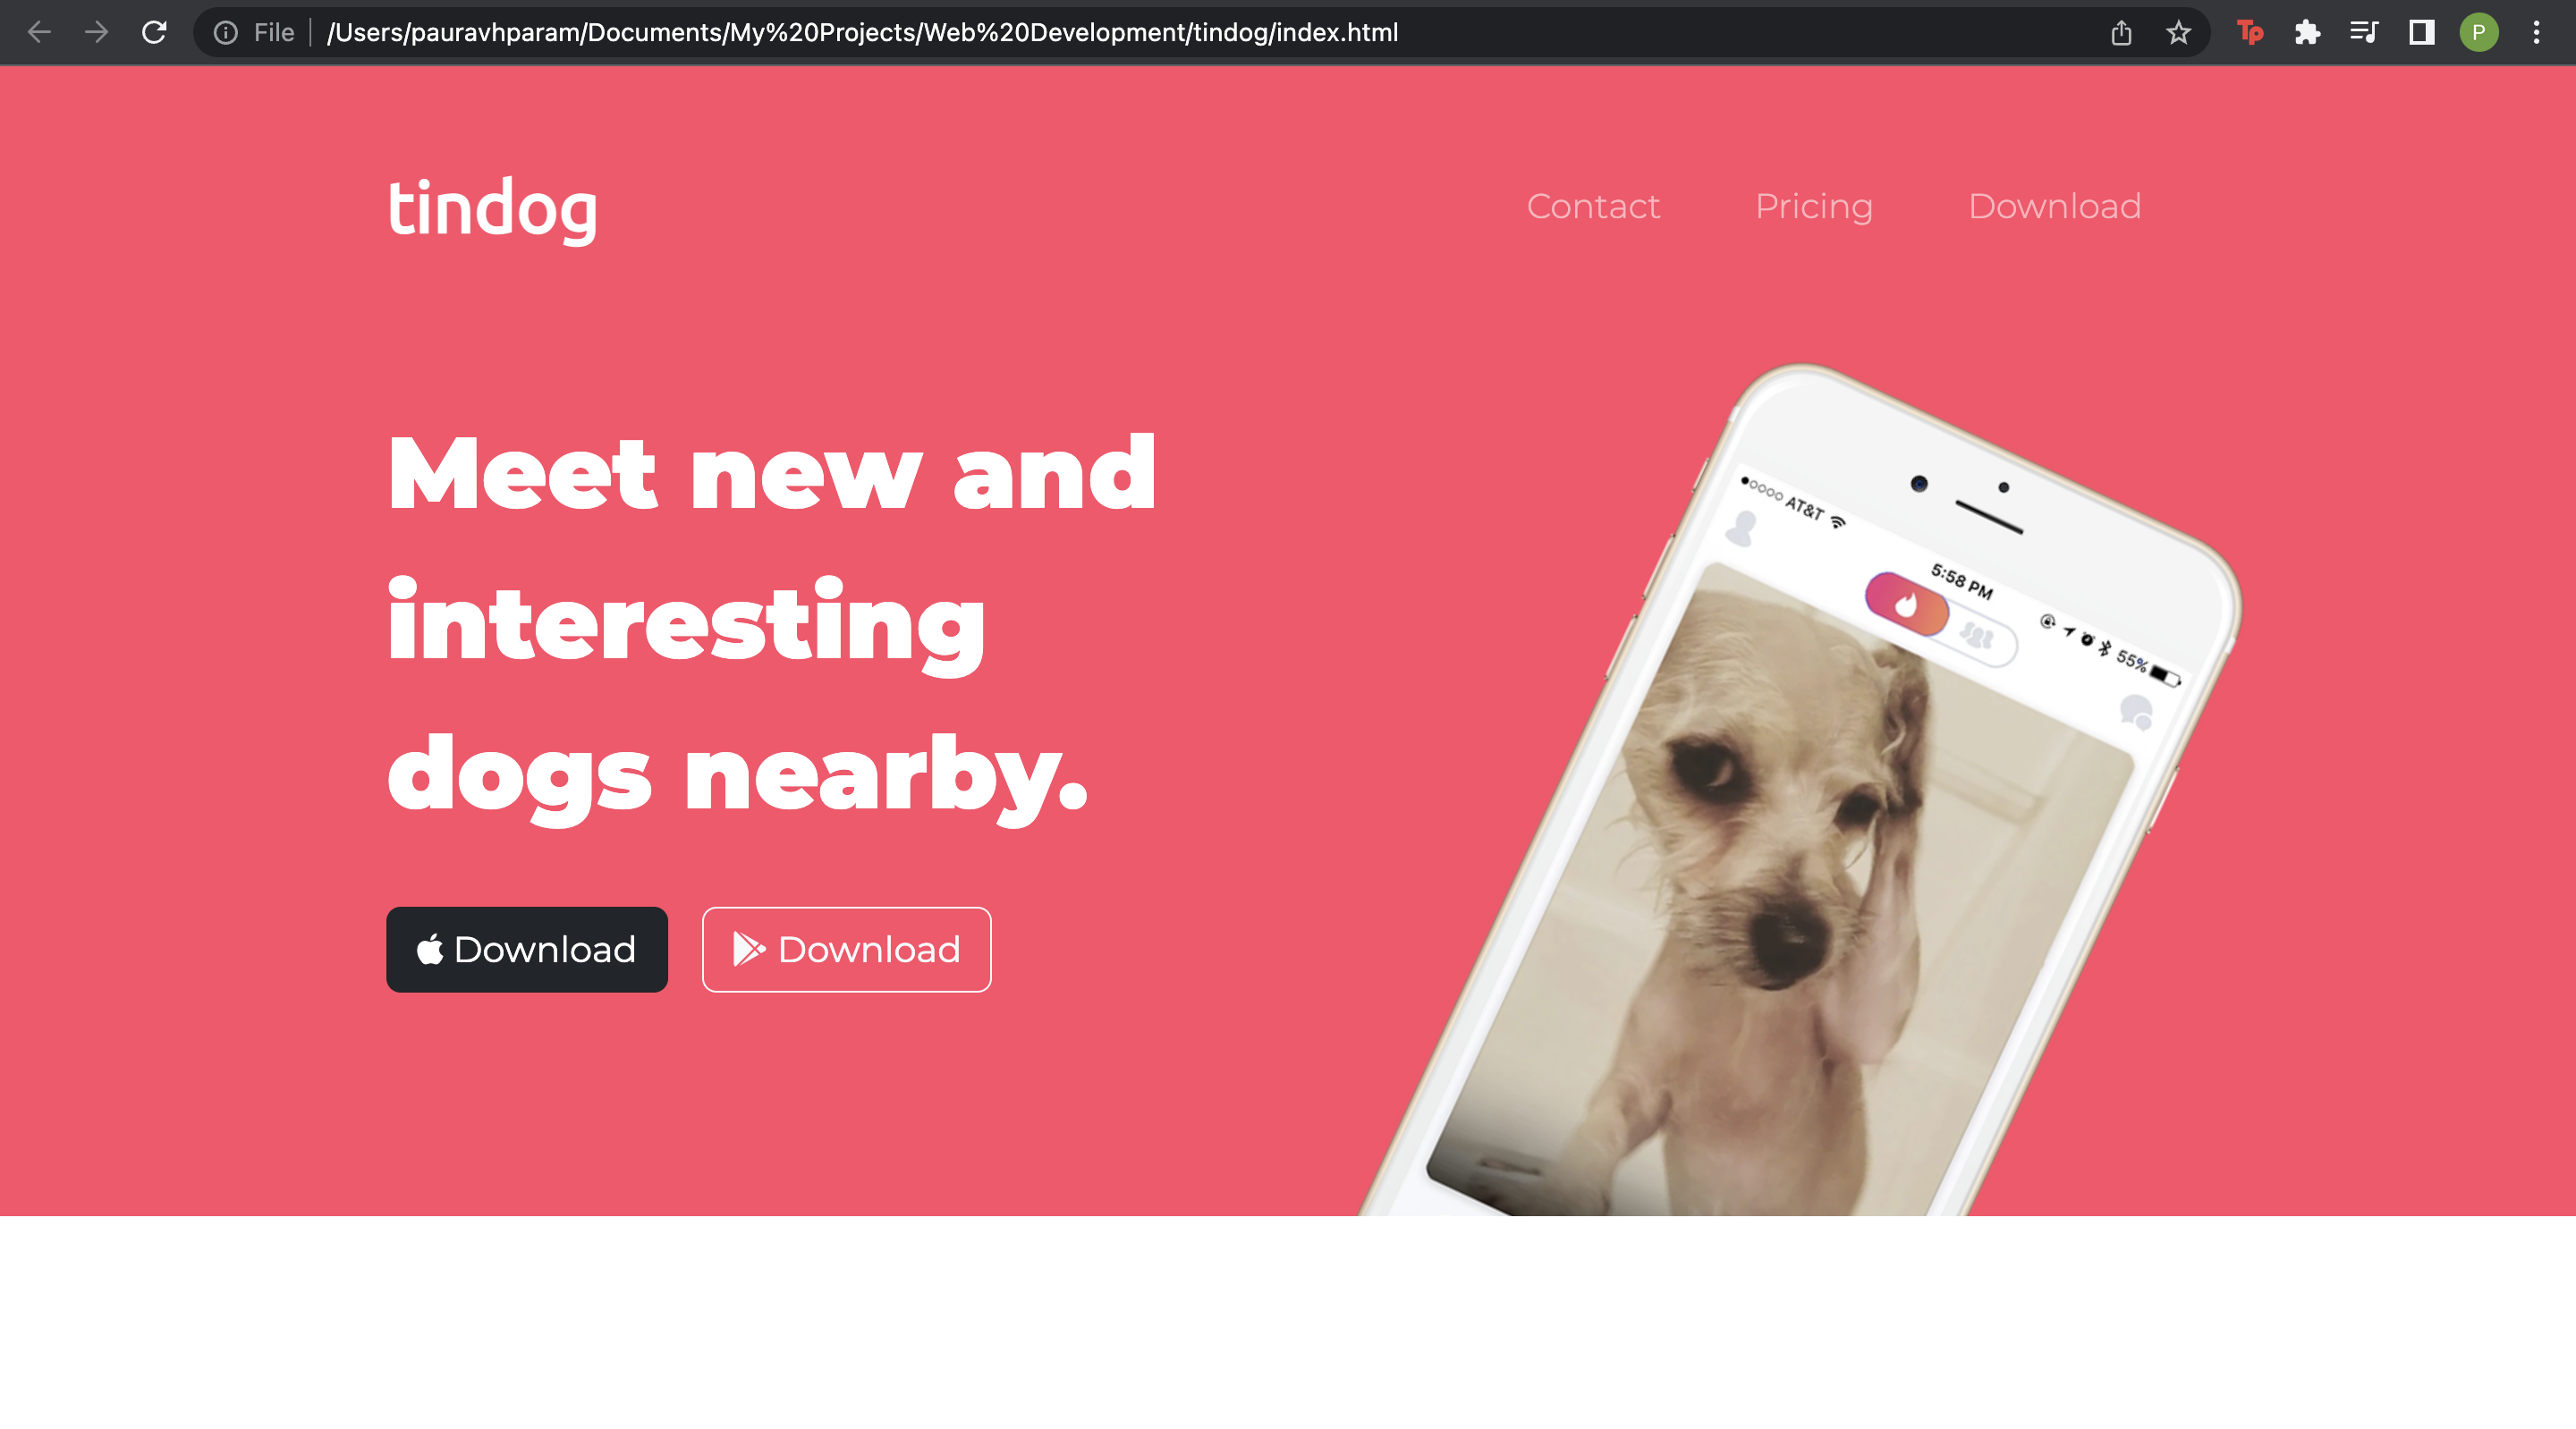 File /Users/pauravhparam/Documents/My%20Projects/Web%20Development/tindog/index.html
Tp
P
tindog
Contact Pricing Download
Meet new and
interesting
dogs nearby.
Download Download
AT&T
5:58 PM
55%